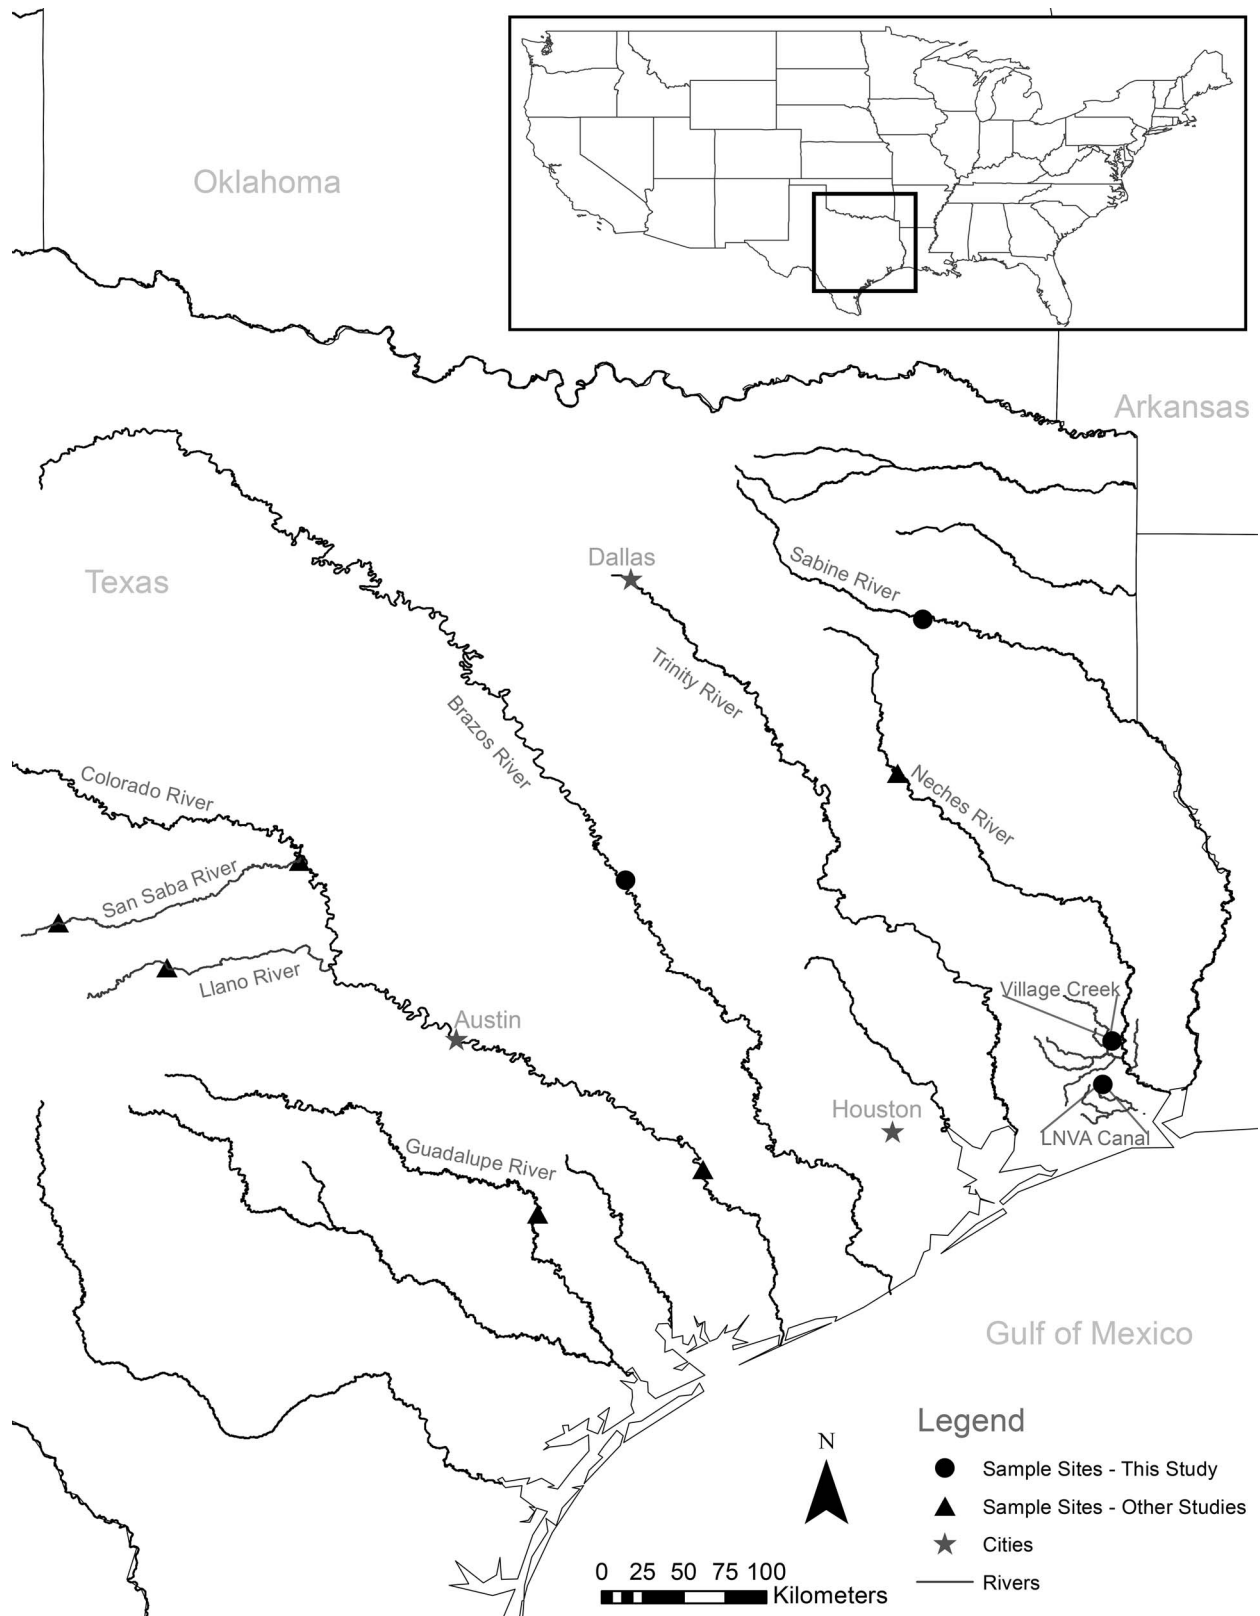 Oklahoma
Arkansas
Texas
Dallas
Sabine River
Trinity River
Brazos River
Neches River
Colorado River
San Saba River
Llano River
Village Creek
Austin
Houston
LNVA Canal
Guadalupe River
Gulf of Mexico
Legend
N
Sample Sites - This Study
Sample Sites - Other Studies
Cities
Rivers
0 25 50 75 100
Kilometers